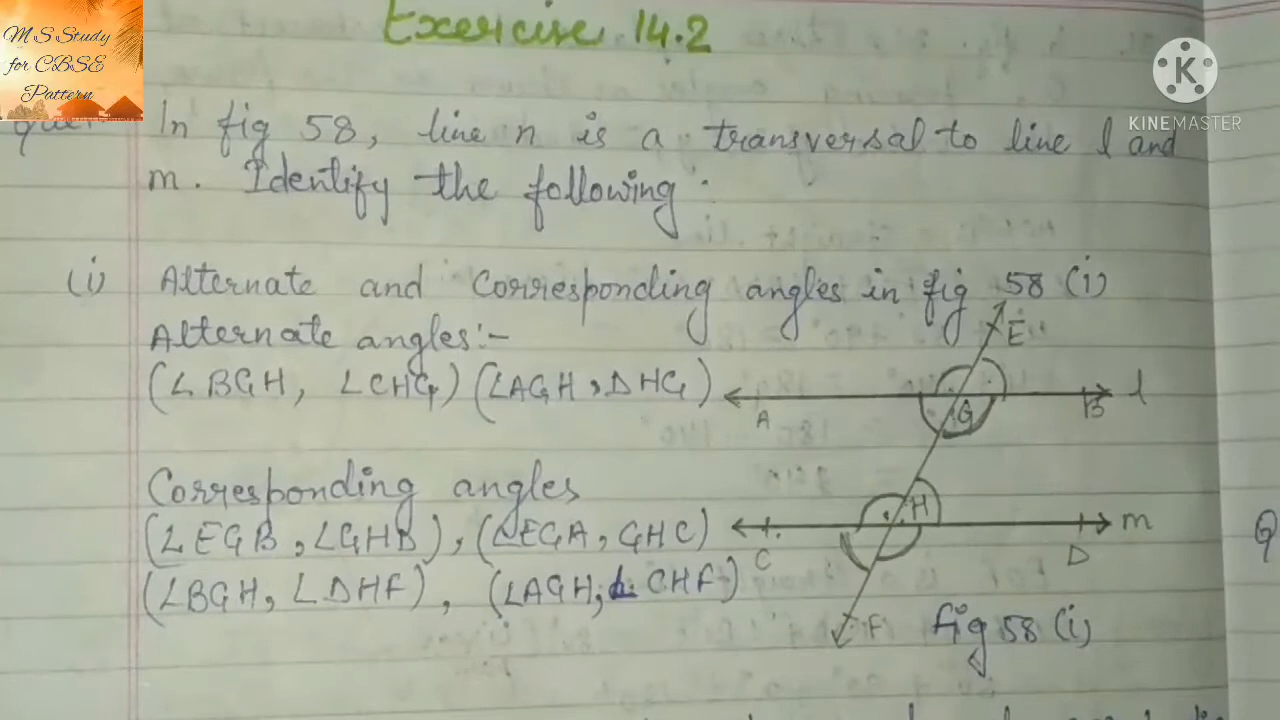 M S Study
for CBSE
Pattern
Exercise 14.2
KINEMASTER
In fig 58, line n is a transversal to line l and
m. Identify the following:
(i) Alternate and Corresponding angles in fig 58 (i)
Alternate angles:-
(∠BGH, ∠CHG) (∠AGH, DHG)
Corresponding angles
(∠EGB, ∠GHB), (∠EGA, GHC)
(∠BGH, ∠DHF), (∠AGH, ∠CHF)
E
A G B l
H
C D m
F
fig 58 (i)
Q